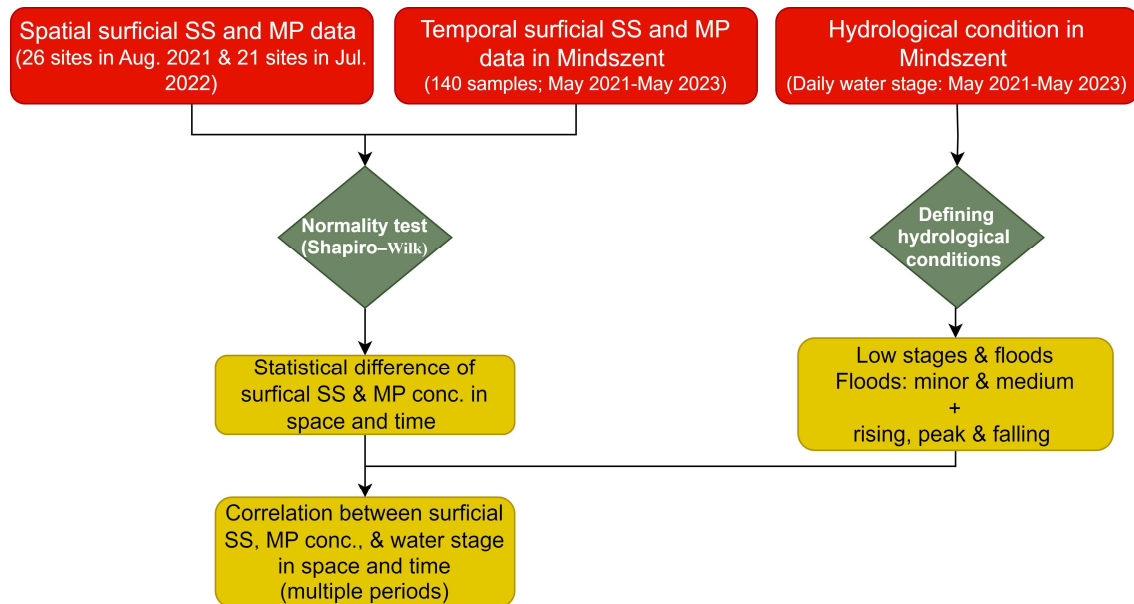 Spatial surficial SS and MP data
(26 sites in Aug. 2021 & 21 sites in Jul.
2022)
Temporal surficial SS and MP
data in Mindszent
(140 samples; May 2021-May 2023)
Hydrological condition in
Mindszent
(Daily water stage: May 2021-May 2023)
Normality test
(Shapiro–Wilk)
Defining
hydrological
conditions
Statistical difference of
surfical SS & MP conc. in
space and time
Low stages & floods
Floods: minor & medium
+
rising, peak & falling
Correlation between surficial
SS, MP conc., & water stage
in space and time
(multiple periods)